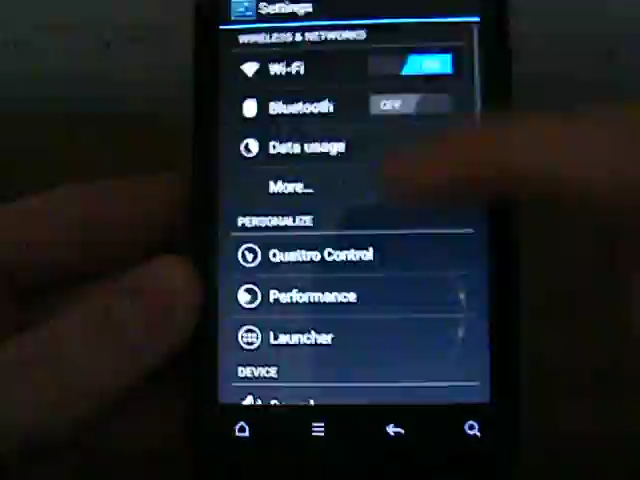 Settings
WIRELESS & NETWORKS
Wi-Fi
Bluetooth OFF
Data usage
More...
PERSONALIZE
Quattro Control
Performance
Launcher
DEVICE